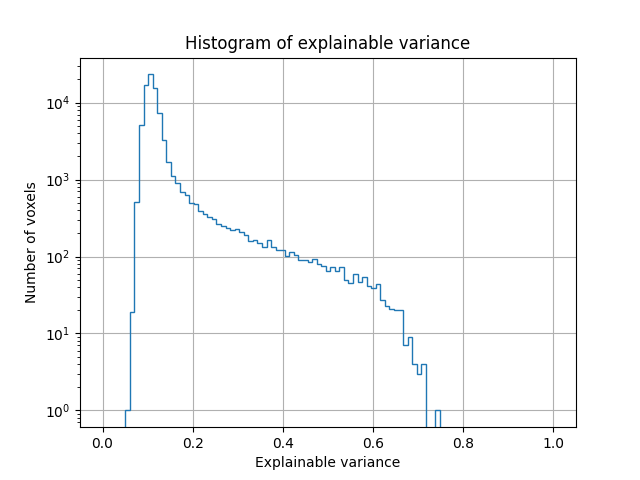 Histogram of explainable variance
Number of voxels
10⁴
10³
10²
10¹
10⁰
0.0 0.2 0.4 0.6 0.8 1.0
Explainable variance